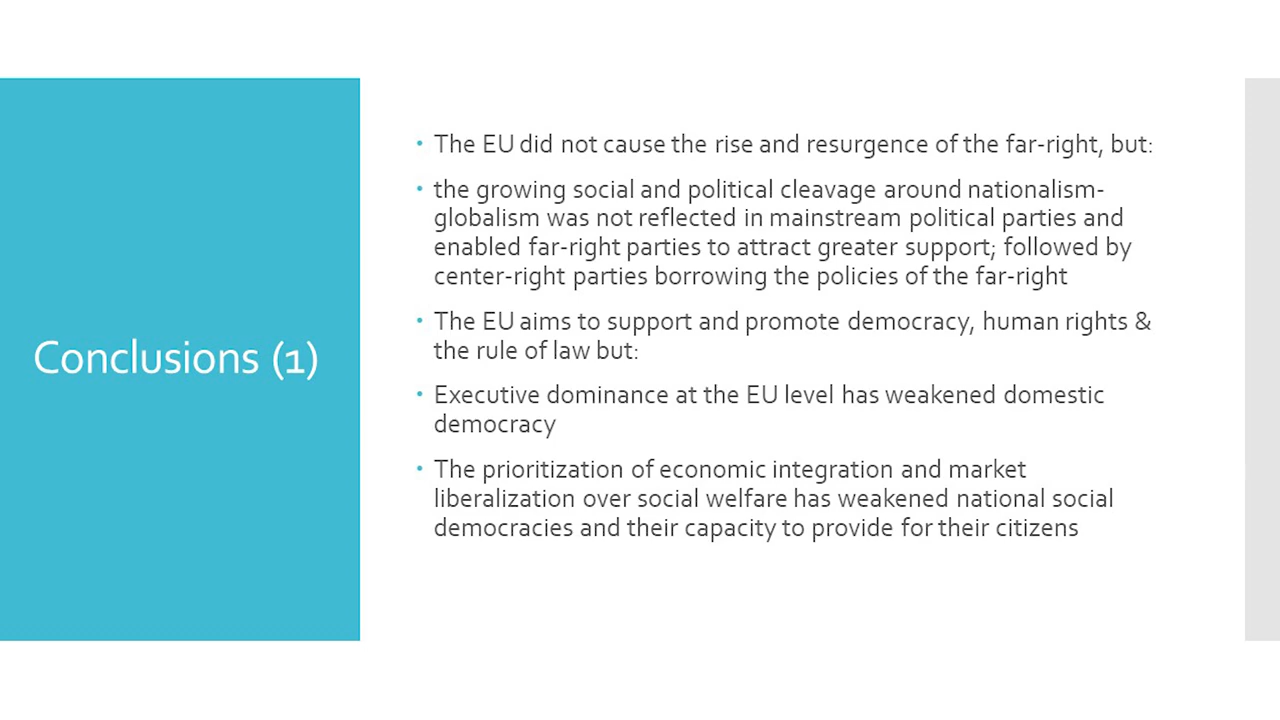 Conclusions (1)
• The EU did not cause the rise and resurgence of the far-right, but:
• the growing social and political cleavage around nationalism-
globalism was not reflected in mainstream political parties and
enabled far-right parties to attract greater support; followed by
center-right parties borrowing the policies of the far-right
• The EU aims to support and promote democracy, human rights &
the rule of law but:
• Executive dominance at the EU level has weakened domestic
democracy
• The prioritization of economic integration and market
liberalization over social welfare has weakened national social
democracies and their capacity to provide for their citizens